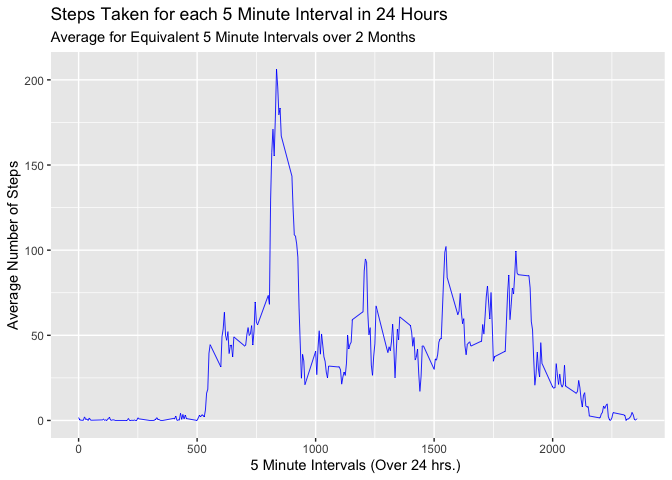 Steps Taken for each 5 Minute Interval in 24 Hours
Average for Equivalent 5 Minute Intervals over 2 Months
Average Number of Steps
200
150
100
50
0
0
500
1000
1500
2000
5 Minute Intervals (Over 24 hrs.)